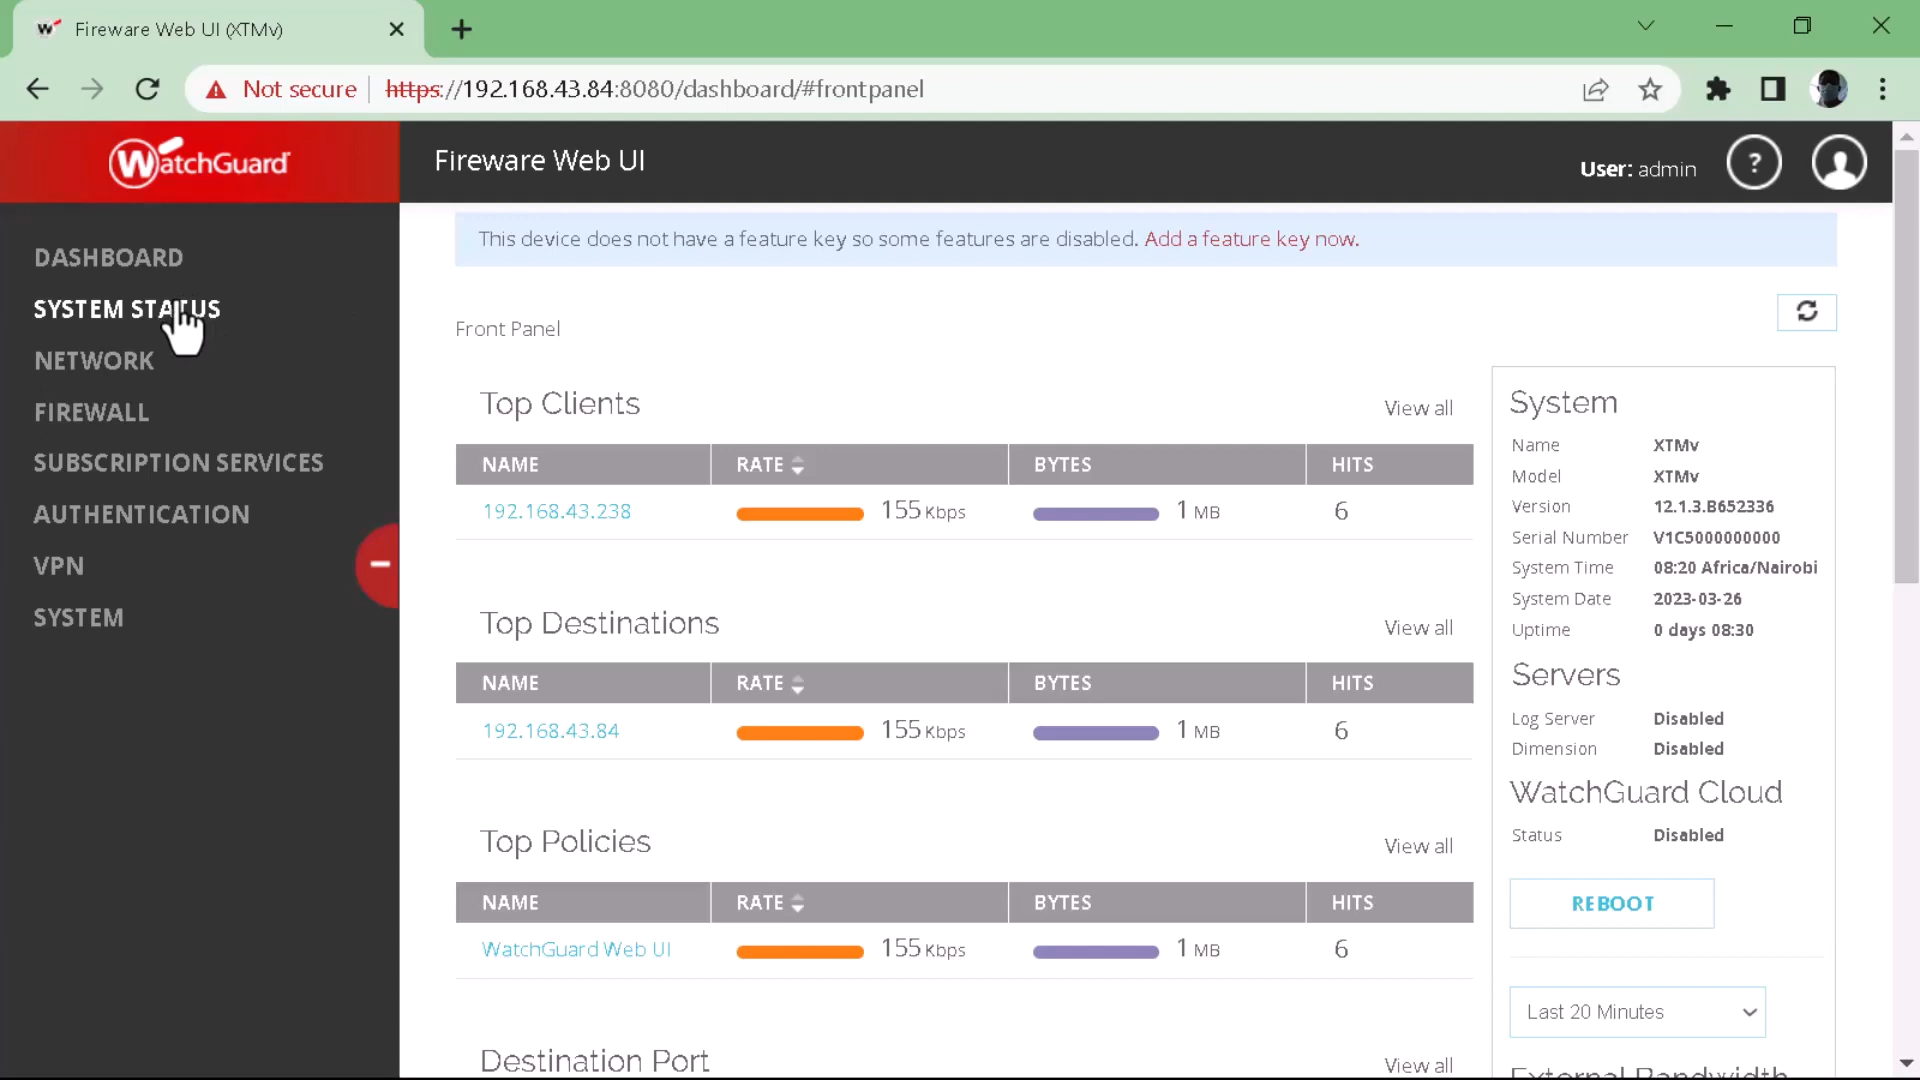 Fireware Web UI (XTMv)
Not secure https://192.168.43.84:8080/dashboard/#frontpanel
WatchGuard
Fireware Web UI
User: admin
?
DASHBOARD
SYSTEM STATUS
NETWORK
FIREWALL
SUBSCRIPTION SERVICES
AUTHENTICATION
VPN
SYSTEM
This device does not have a feature key so some features are disabled. Add a feature key now.
Front Panel
Top Clients View all
NAME RATE BYTES HITS
192.168.43.238 155 Kbps 1 MB 6
Top Destinations View all
NAME RATE BYTES HITS
192.168.43.84 155 Kbps 1 MB 6
Top Policies View all
NAME RATE BYTES HITS
WatchGuard Web UI 155 Kbps 1 MB 6
Destination Port View all
System
Name XTMv
Model XTMv
Version 12.1.3.B652336
Serial Number V1C5000000000
System Time 08:20 Africa/Nairobi
System Date 2023-03-26
Uptime 0 days 08:30
Servers
Log Server Disabled
Dimension Disabled
WatchGuard Cloud
Status Disabled
REBOOT
Last 20 Minutes
External Bandwidth